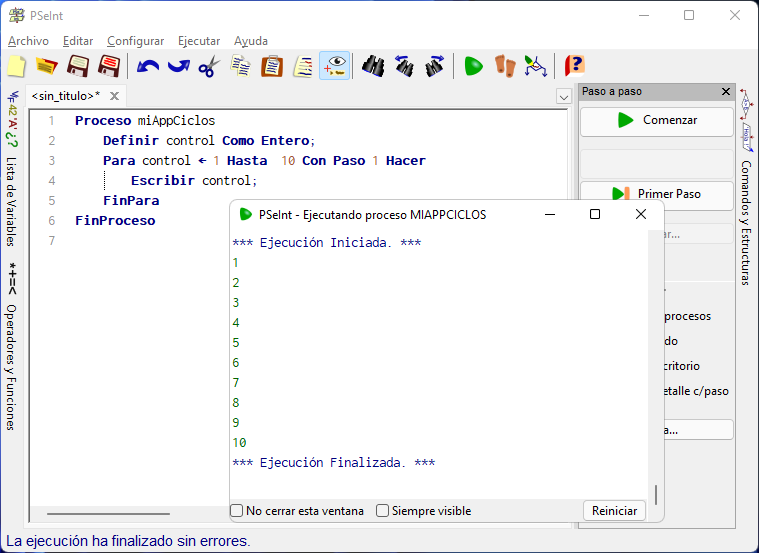 PSeInt
Archivo Editar Configurar Ejecutar Ayuda
<sin_titulo>*
1 Proceso miAppCiclos
2 Definir control Como Entero;
3 Para control ← 1 Hasta 10 Con Paso 1 Hacer
4 Escribir control;
5 FinPara
6 FinProceso
7
Lista de Variables
*+=< Operadores y Funciones
PSeInt - Ejecutando proceso MIAPPCICLOS
*** Ejecución Iniciada. ***
1
2
3
4
5
6
7
8
9
10
*** Ejecución Finalizada. ***
No cerrar esta ventana Siempre visible Reiniciar
Paso a paso
Comenzar
Primer Paso
ar...
procesos
do
critorio
etalle c/paso
a...
Comandos y Estructuras
La ejecución ha finalizado sin errores.